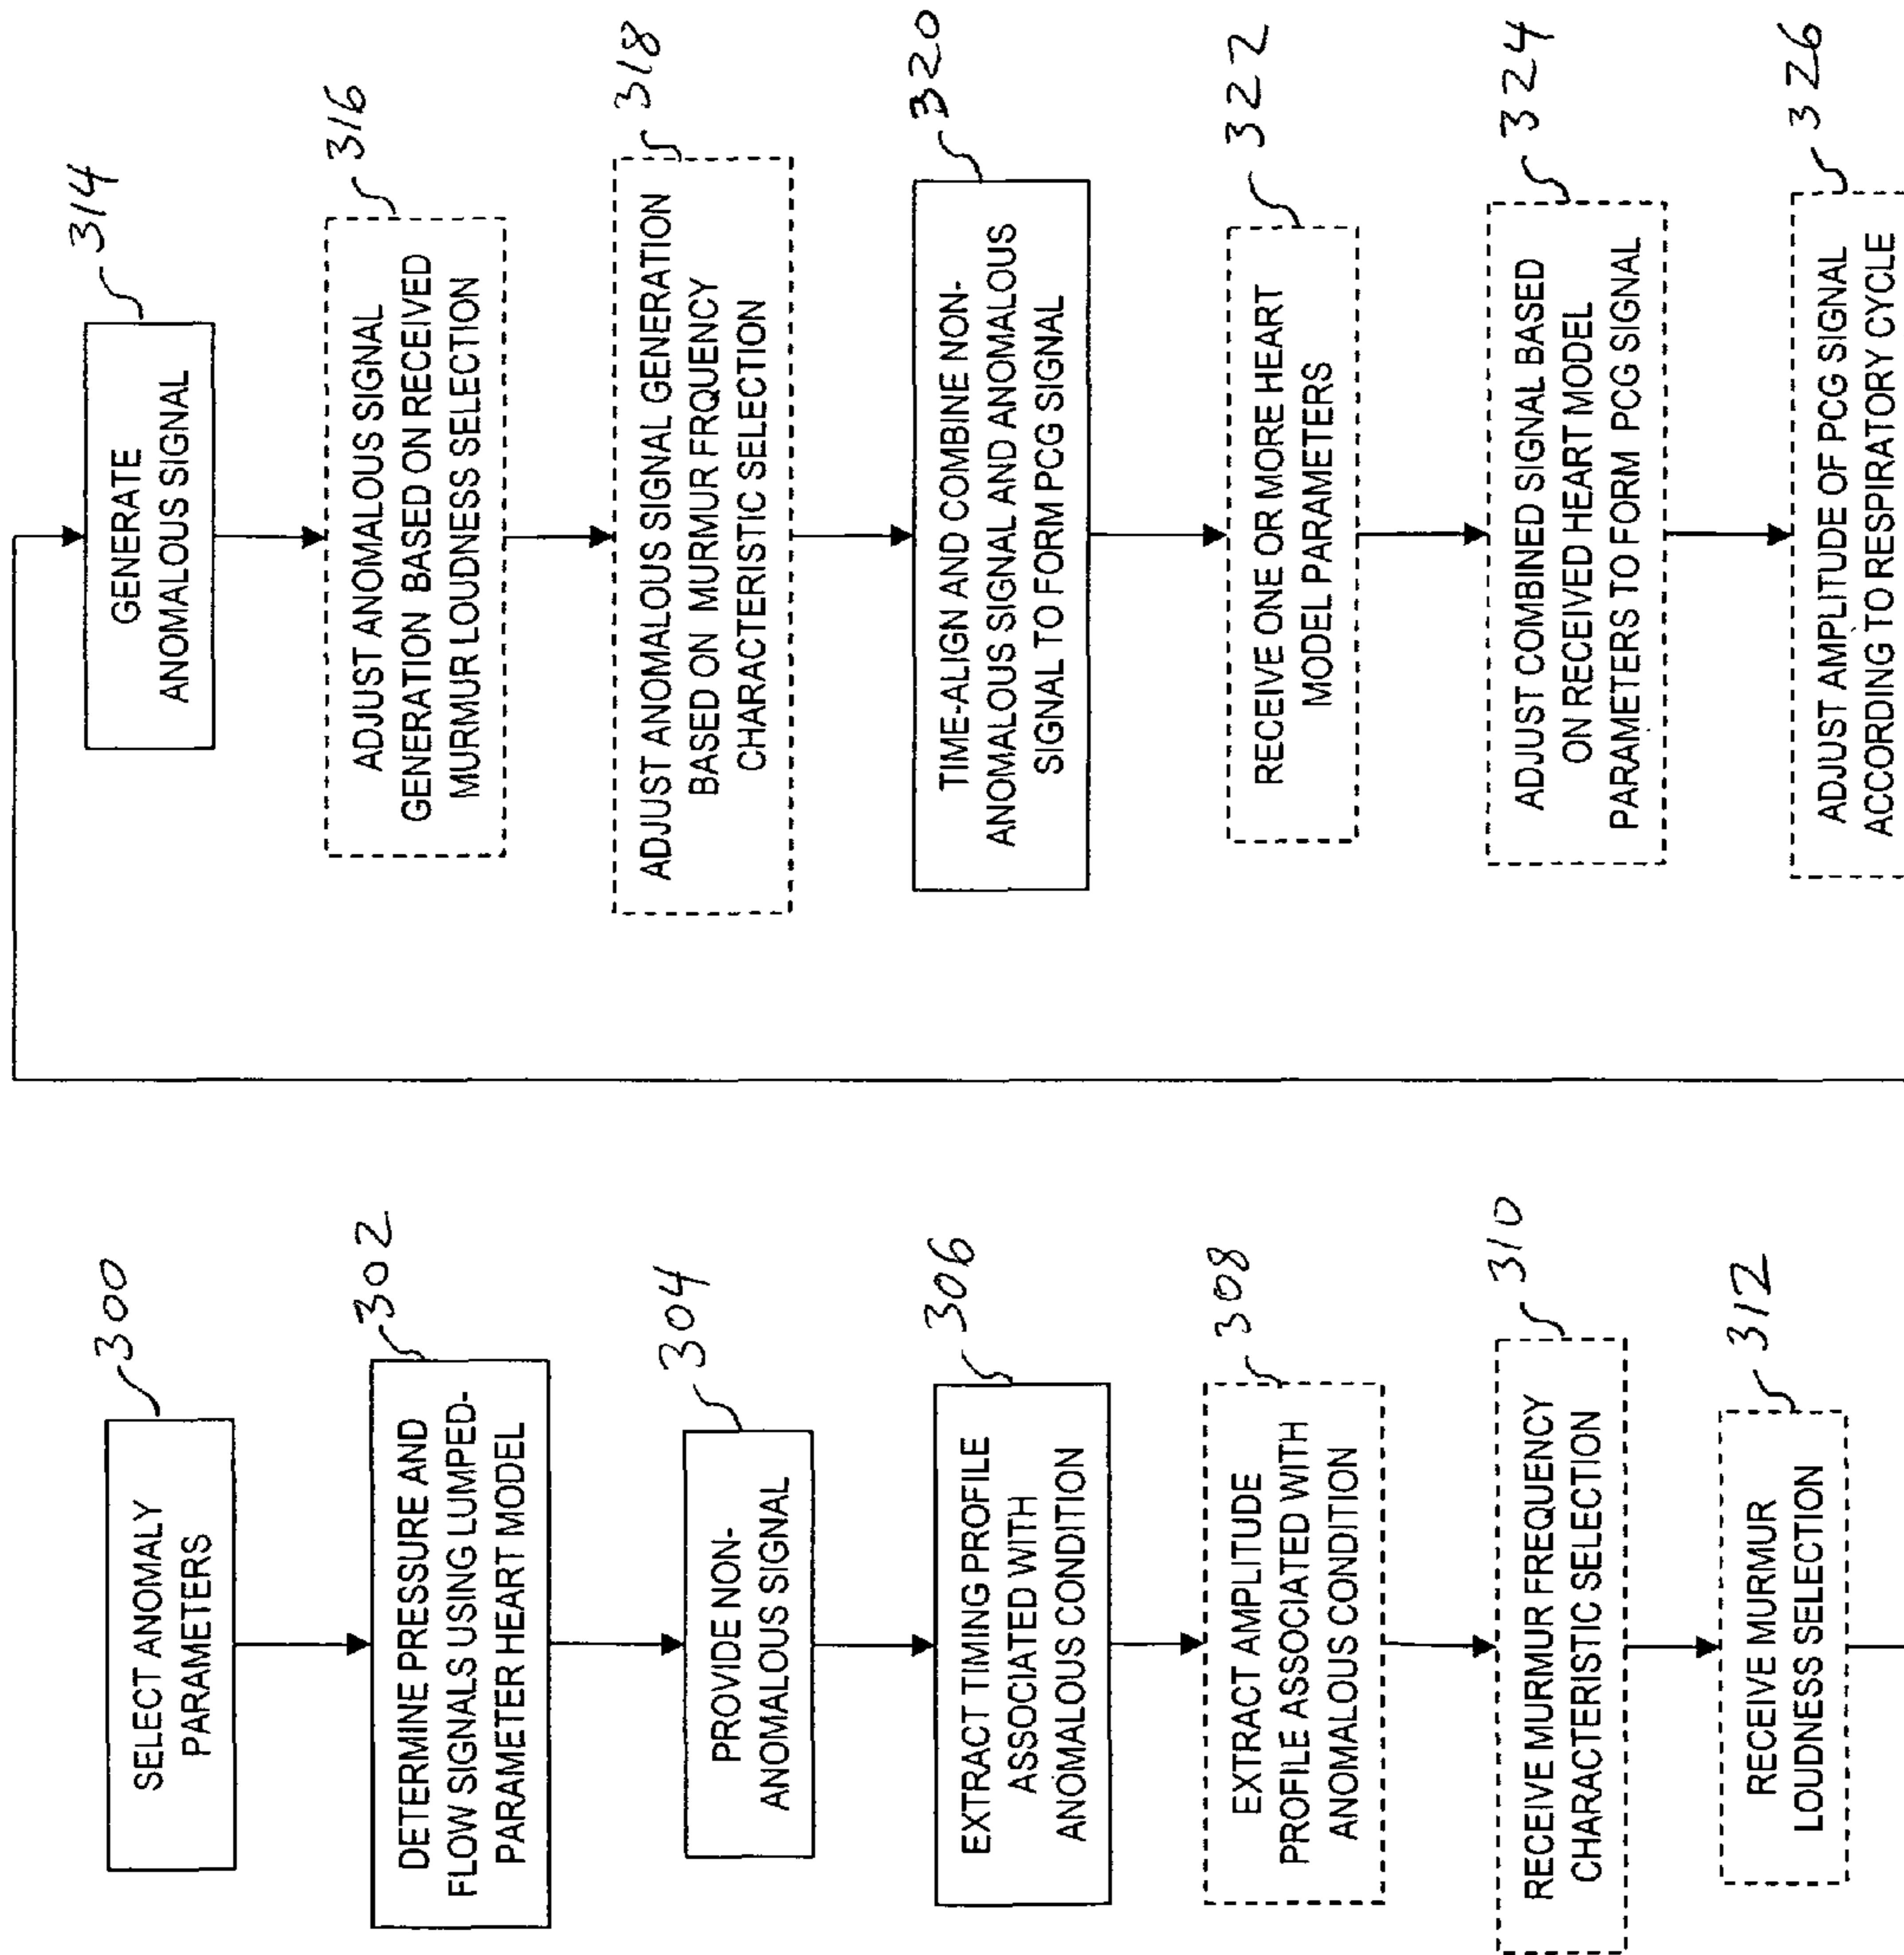 300
SELECT ANOMALY
PARAMETERS
302
DETERMINE PRESSURE AND
FLOW SIGNALS USING LUMPED-
PARAMETER HEART MODEL
304
PROVIDE NON-
ANOMALOUS SIGNAL
306
EXTRACT TIMING PROFILE
ASSOCIATED WITH
ANOMALOUS CONDITION
308
EXTRACT AMPLITUDE
PROFILE ASSOCIATED WITH
ANOMALOUS CONDITION
310
RECEIVE MURMUR FREQUENCY
CHARACTERISTIC SELECTION
312
RECEIVE MURMUR
LOUDNESS SELECTION
314
GENERATE
ANOMALOUS SIGNAL
316
ADJUST ANOMALOUS SIGNAL
GENERATION BASED ON RECEIVED
MURMUR LOUDNESS SELECTION
318
ADJUST ANOMALOUS SIGNAL GENERATION
BASED ON MURMUR FRQUENCY
CHARACTERISTIC SELECTION
320
TIME-ALIGN AND COMBINE NON-
ANOMALOUS SIGNAL AND ANOMALOUS
SIGNAL TO FORM PCG SIGNAL
322
RECEIVE ONE OR MORE HEART
MODEL PARAMETERS
324
ADJUST COMBINED SIGNAL BASED
ON RECEIVED HEART MODEL
PARAMETERS TO FORM PCG SIGNAL
326
ADJUST AMPLITUDE OF PCG SIGNAL
ACCORDING TO RESPIRATORY CYCLE